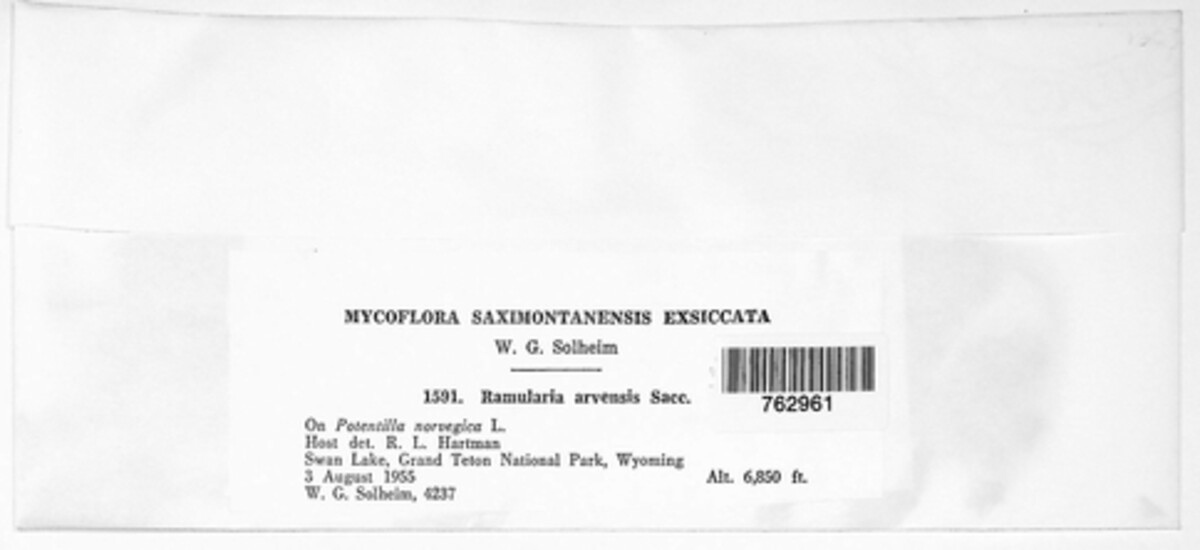 MYCOFLORA SAXIMONTANENSIS EXSICCATA
W. G. Solheim
1591. Ramularia arvensis Sacc.
762961
On Potentilla norvegica L.
Host det. R. L. Hartman
Swan Lake, Grand Teton National Park, Wyoming
3 August 1955 Alt. 6,850 ft.
W. G. Solheim, 4237